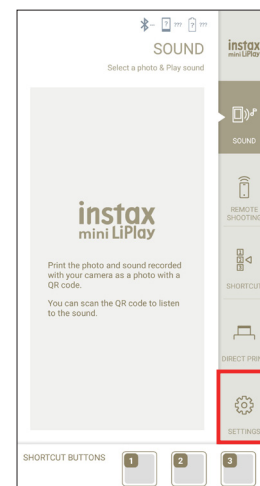 ? ??? ? ???
SOUND
Select a photo & Play sound
instax
mini LiPlay
Print the photo and sound recorded
with your camera as a photo with a
QR code.
You can scan the QR code to listen
to the sound.
instax
mini LiPlay
SOUND
REMOTE
SHOOTING
SHORTCUT
DIRECT PRIN
SETTINGS
SHORTCUT BUTTONS
1
2
3